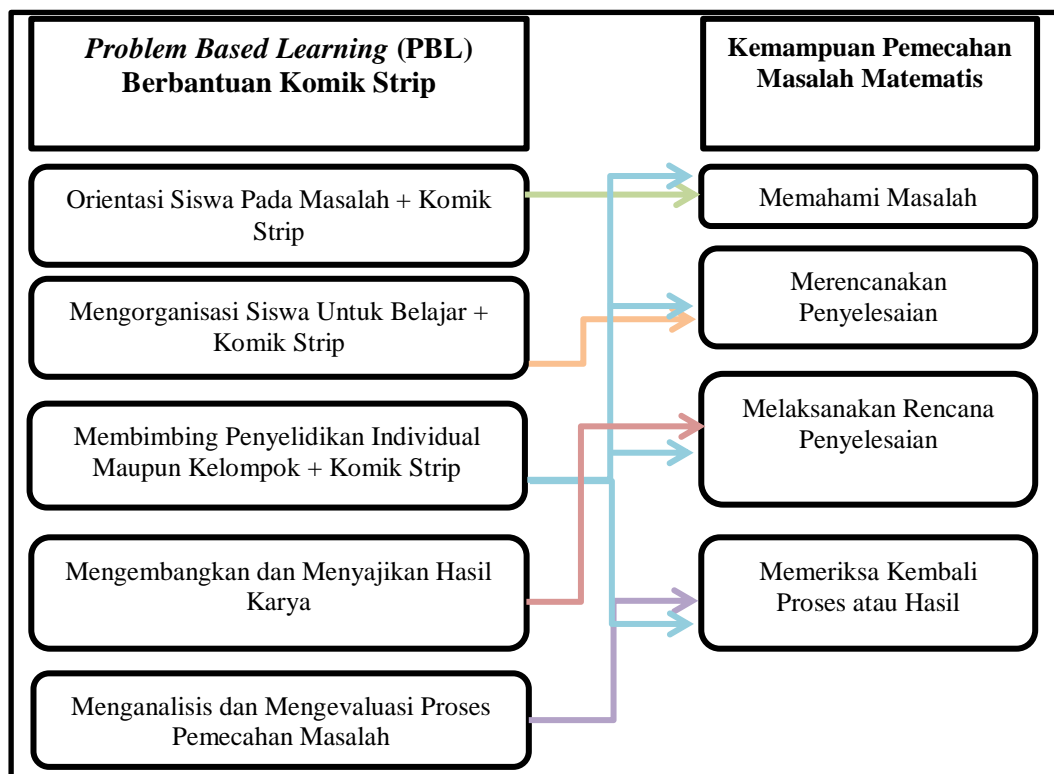 Problem Based Learning (PBL)
Berbantuan Komik Strip
Kemampuan Pemecahan
Masalah Matematis
Orientasi Siswa Pada Masalah + Komik
Strip
Memahami Masalah
Mengorganisasi Siswa Untuk Belajar +
Komik Strip
Merencanakan
Penyelesaian
Membimbing Penyelidikan Individual
Maupun Kelompok + Komik Strip
Melaksanakan Rencana
Penyelesaian
Mengembangkan dan Menyajikan Hasil
Karya
Memeriksa Kembali
Proses atau Hasil
Menganalisis dan Mengevaluasi Proses
Pemecahan Masalah